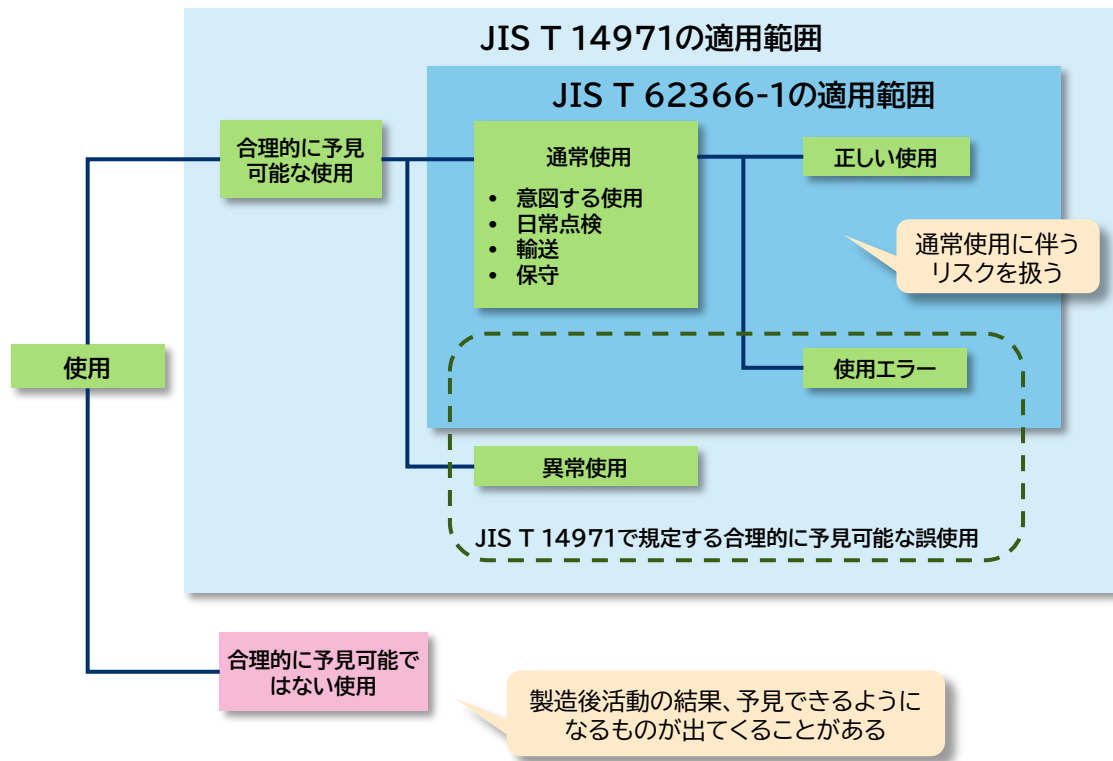 JIS T 14971の適用範囲
JIS T 62366-1の適用範囲
合理的に予見
可能な使用
通常使用
• 意図する使用
• 日常点検
• 輸送
• 保守
正しい使用
通常使用に伴う
リスクを扱う
使用
使用エラー
異常使用
JIS T 14971で規定する合理的に予見可能な誤使用
合理的に予見可能で
はない使用
製造後活動の結果、予見できるように
なるものが出てくることがある